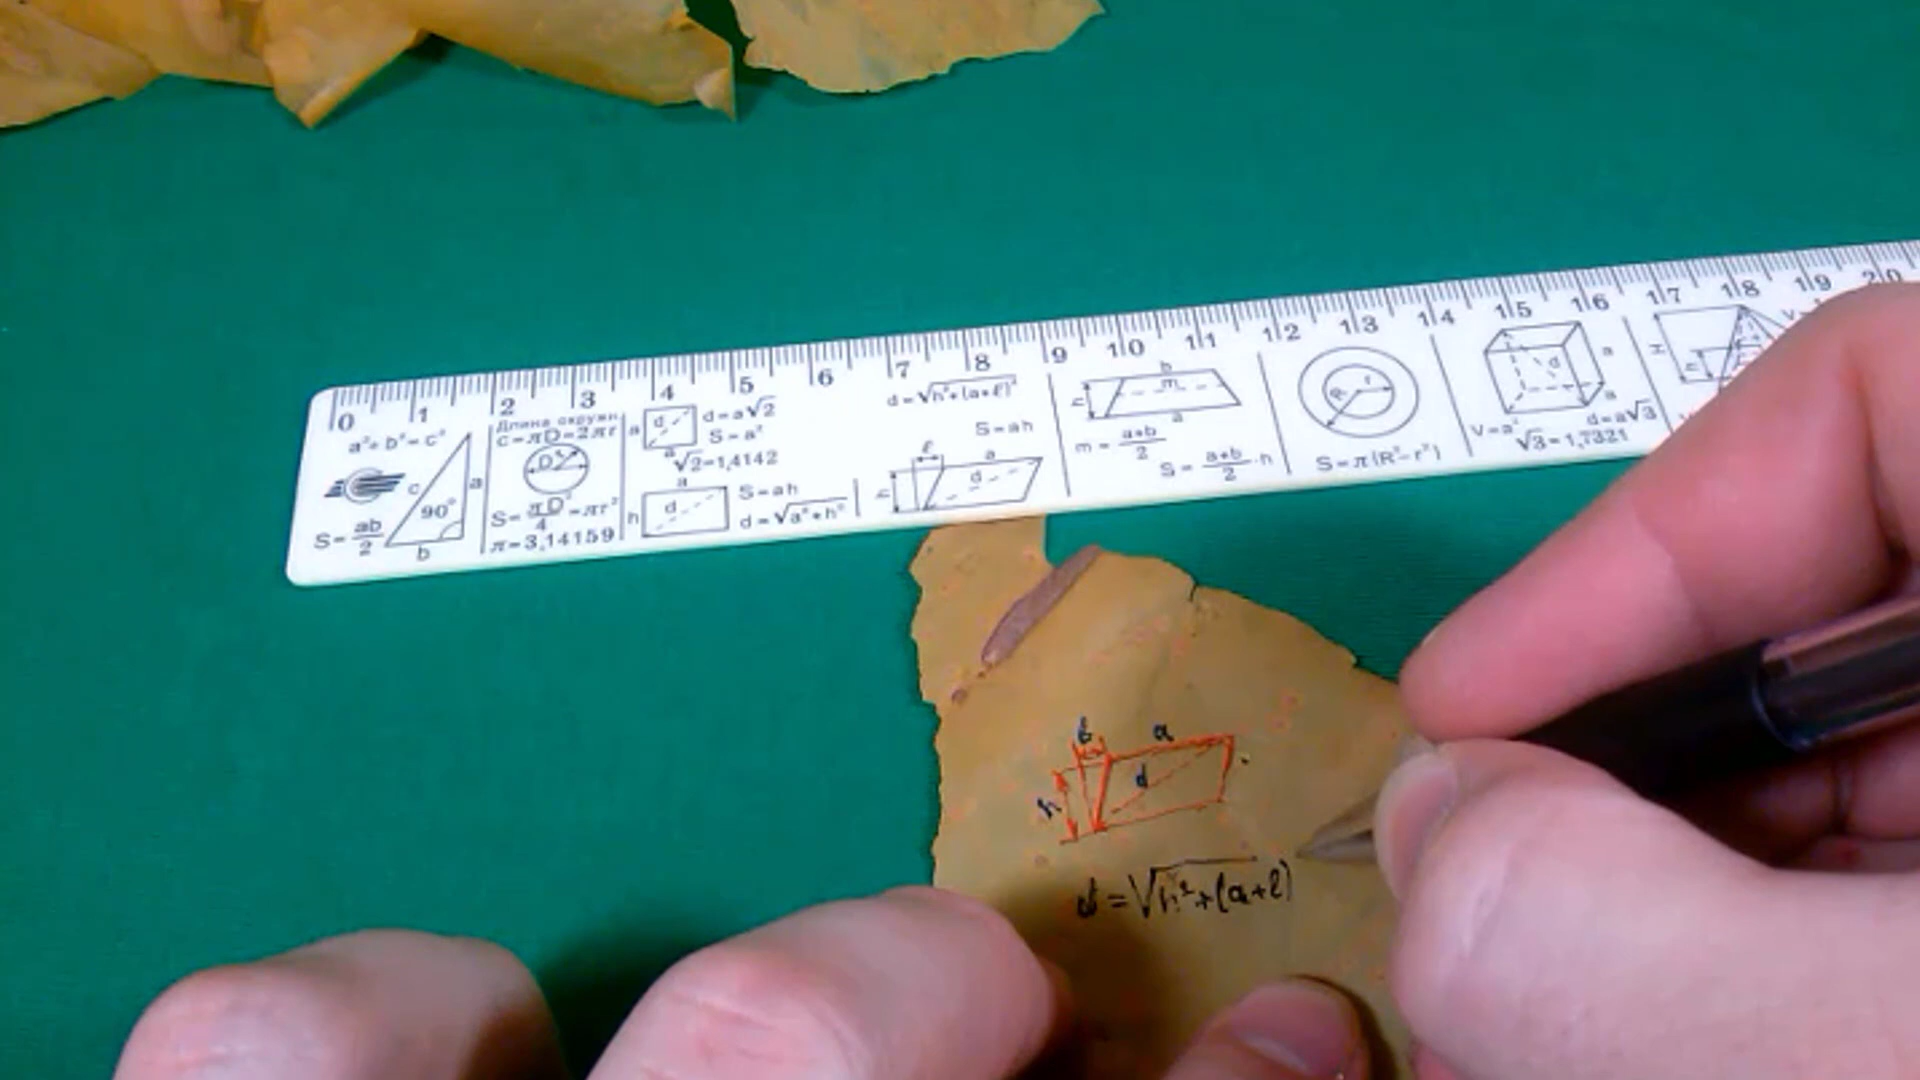 0 1 2 3 4 5 6 7 8 9 10 11 12 13 14 15 16 17 18 19 20
a²+b²=c²
c
a
90°
b
S=ab/2
Длина окружн.
c=πD=2πr
D
S=πD²/4=πr²
π=3,14159
a
d
a
d=a√2
S=a²
√2=1,4142
a
h
d
S=ah
d=√a²+h²
d=√h²+(a+ℓ)²
S=ah
ℓ
a
h
d
b
h
m
a
m=a+b/2
S=a+b/2·h
R
r
S=π(R²-r²)
d
a
a
V=a³
d=a√3
√3=1,7321
H
h
ℓ
a
h
d
d=√h²+(a+ℓ)